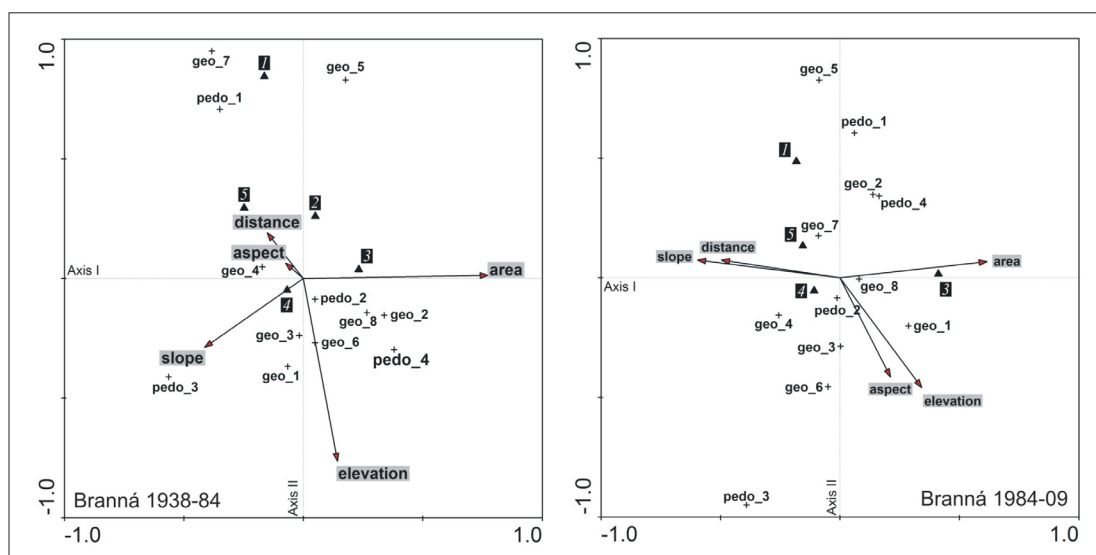 1.0
geo_7
1
geo_5
pedo_1
5
2
distance
3
aspect
Axis I
geo_4
area
4
pedo_2
geo_2
geo_8
geo_3
geo_6
slope
pedo_4
geo_1
pedo_3
elevation
Branná 1938-84
Axis II
-1.0
-1.0
1.0
1.0
geo_5
pedo_1
1
geo_2
pedo_4
geo_7
5
distance
slope
area
Axis I
geo_8
3
4
pedo_2
geo_4
geo_1
geo_3
geo_6
aspect
elevation
pedo_3
Axis II
Branná 1984-09
-1.0
1.0